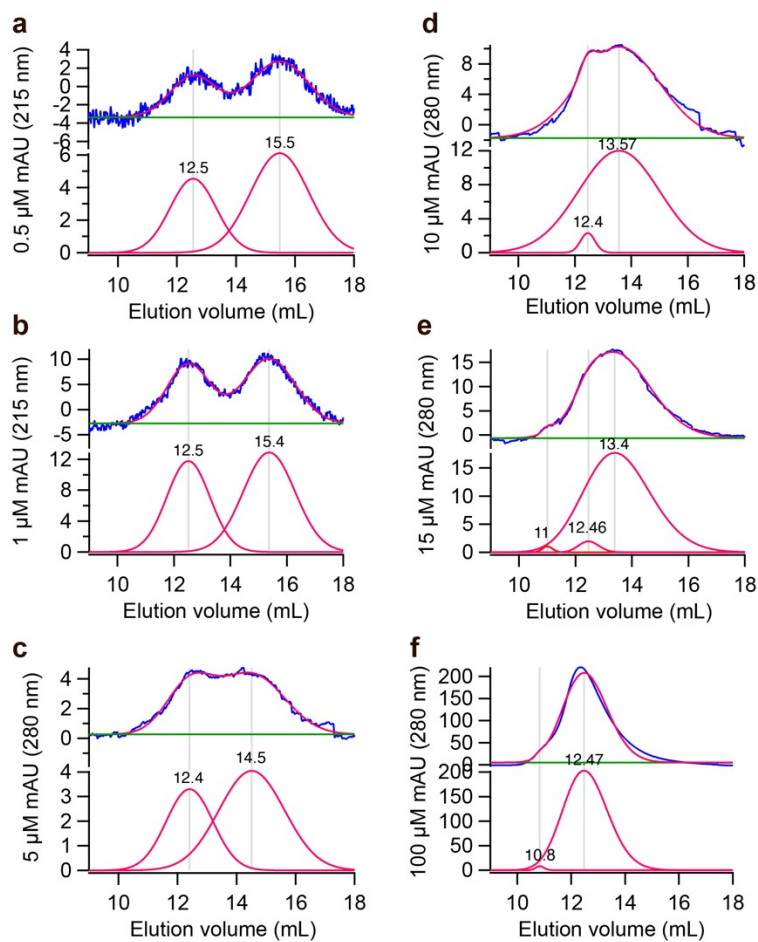 a
4
2
0
-2
-4
-6
0.5 µM mAU (215 nm)
6
4
2
0
12.5
15.5
10 12 14 16 18
Elution volume (mL)
b
10
5
0
-5
1 µM mAU (215 nm)
12
8
4
0
12.5
15.4
10 12 14 16 18
Elution volume (mL)
c
4
2
0
5 µM mAU (280 nm)
4
3
2
1
0
12.4
14.5
10 12 14 16 18
Elution volume (mL)
d
8
4
0
10 µM mAU (280 nm)
12
8
4
0
13.57
12.4
10 12 14 16 18
Elution volume (mL)
e
15
10
5
0
15 µM mAU (280 nm)
15
10
5
0
13.4
11
12.46
10 12 14 16 18
Elution volume (mL)
f
200
150
100
50
0
100 µM mAU (280 nm)
200
150
100
50
0
12.47
10.8
10 12 14 16 18
Elution volume (mL)